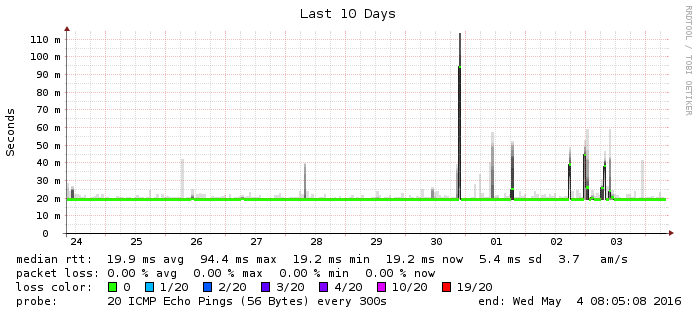 Last 10 Days
RRDTOOL / TOBI OETIKER
Seconds
110 m
100 m
90 m
80 m
70 m
60 m
50 m
40 m
30 m
20 m
10 m
0
24 25 26 27 28 29 30 01 02 03
median rtt: 19.9 ms avg 94.4 ms max 19.2 ms min 19.2 ms now 5.4 ms sd 3.7 am/s
packet loss: 0.00 % avg 0.00 % max 0.00 % min 0.00 % now
loss color: 0 1/20 2/20 3/20 4/20 10/20 19/20
probe: 20 ICMP Echo Pings (56 Bytes) every 300s end: Wed May 4 08:05:08 2016